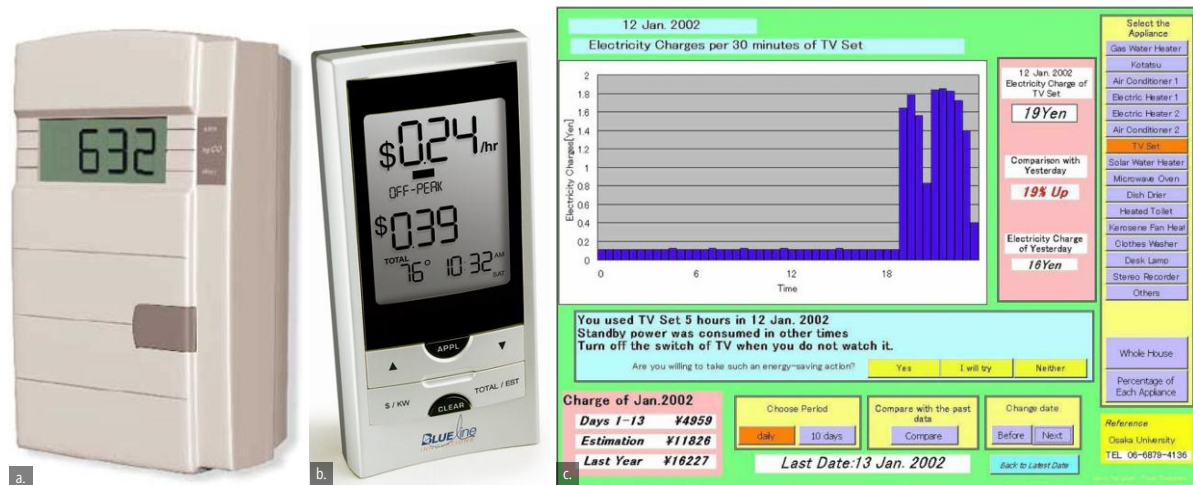 632
kg CO
a.
$0.24/hr
OFF-PEAK
$0.39
TOTAL
76° 10:32 AM
SAT
APPL
$ / KW
TOTAL / EST
CLEAR
BLUE line
INNOVATIONS
b.
12 Jan. 2002
Electricity Charges per 30 minutes of TV Set
Electricity Charges[Yen]
2
1.8
1.6
1.4
1.2
1
0.8
0.6
0.4
0.2
0
0 6 12 18
Time
12 Jan. 2002
Electricity Charge of
TV Set
19Yen
Comparison with
Yesterday
19% Up
Electricity Charge
of Yesterday
16Yen
Select the
Appliance
Gas Water Heater
Kotatsu
Air Conditioner 1
Electric Heater 1
Electric Heater 2
Air Conditioner 2
TV Set
Solar Water Heater
Microwave Oven
Dish Drier
Heated Toilet
Kerosene Fan Heat
Clothes Washer
Desk Lamp
Stereo Recorder
Others
Whole House
Percentage of
Each Appliance
You used TV Set 5 hours in 12 Jan. 2002
Standby power was consumed in other times
Turn off the switch of TV when you do not watch it.
Are you willing to take such an energy-saving action?
Yes
I will try
Neither
Charge of Jan.2002
Days 1-13 ¥4959
Estimation ¥11826
Last Year ¥16227
Choose Period
daily
10 days
Compare with the past
data
Compare
Change date
Before
Next
Last Date:13 Jan. 2002
Back to Latest Date
Reference
Osaka University
TEL 06-6879-4136
c.